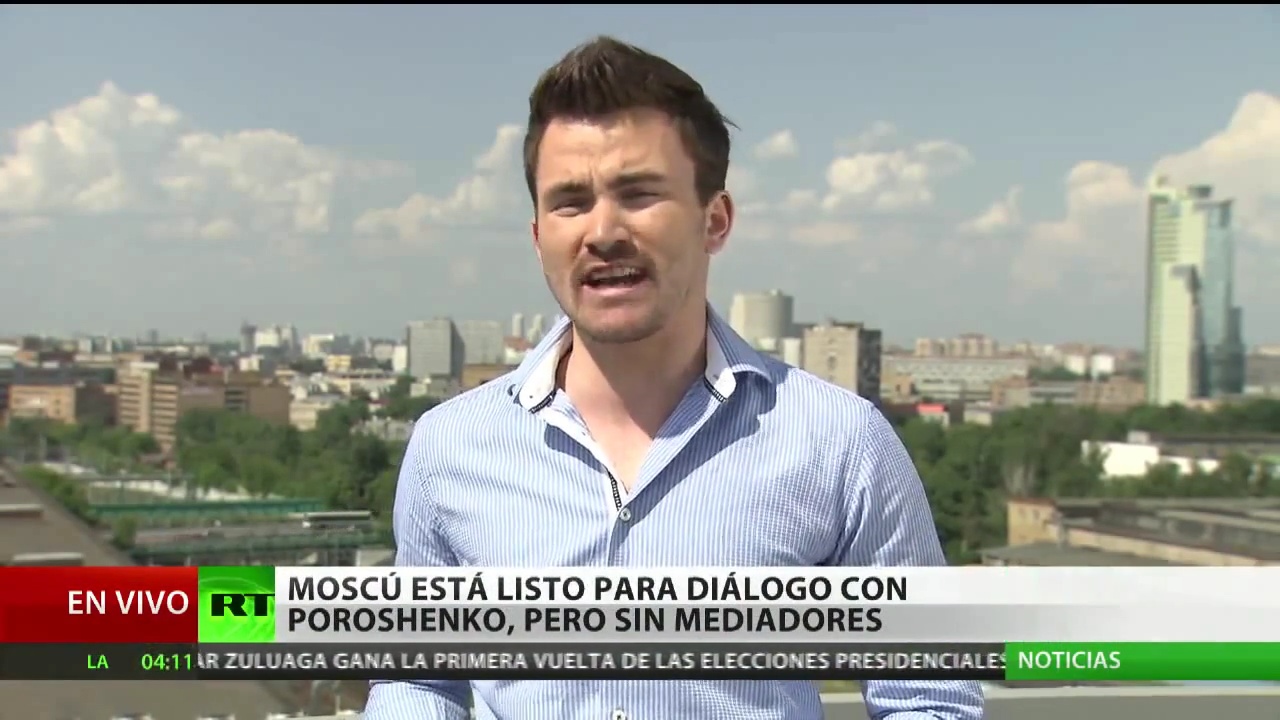 EN VIVO
RT
MOSCÚ ESTÁ LISTO PARA DIÁLOGO CON
POROSHENKO, PERO SIN MEDIADORES
LA 04:11
AR ZULUAGA GANA LA PRIMERA VUELTA DE LAS ELECCIONES PRESIDENCIALES
NOTICIAS